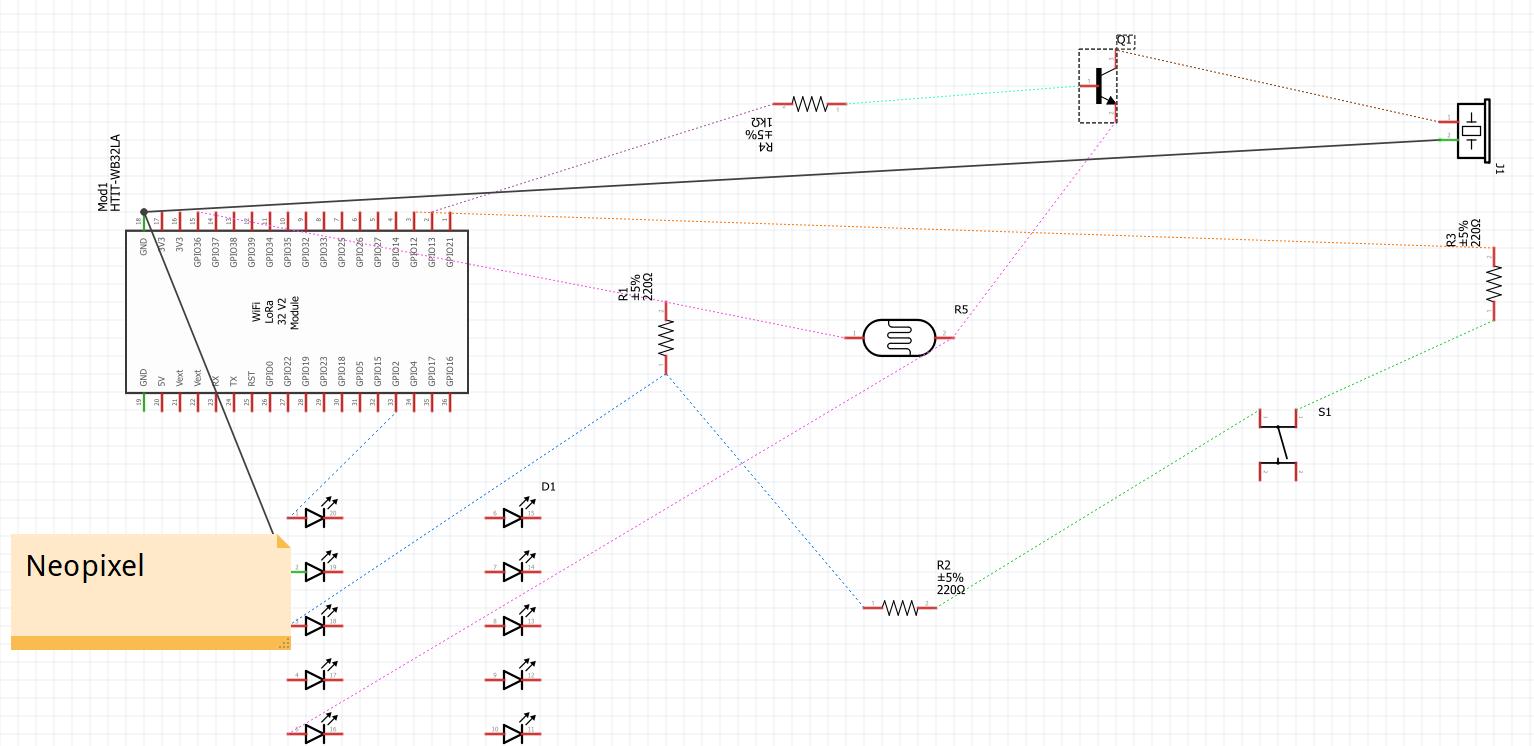 Q1
1kΩ
±5%
R4
J1
Mod1
HTIT-WB32LA
18
17
16
15
14
13
12
11
10
9
8
7
6
5
4
3
2
1
GND
3V3
3V3
GPIO36
GPIO37
GPIO38
GPIO39
GPIO34
GPIO35
GPIO32
GPIO33
GPIO25
GPIO26
GPIO27
GPIO14
GPIO12
GPIO13
GPIO21
WiFi
LoRa
32 V2
Module
GND
5V
Vext
Vext
RX
TX
RST
GPIO0
GPIO22
GPIO19
GPIO23
GPIO18
GPIO5
GPIO15
GPIO2
GPIO4
GPIO17
GPIO16
19
20
21
22
23
24
25
26
27
28
29
30
31
32
33
34
35
36
R1
±5%
220Ω
R5
R3
±5%
220Ω
S1
D1
Neopixel
R2
±5%
220Ω